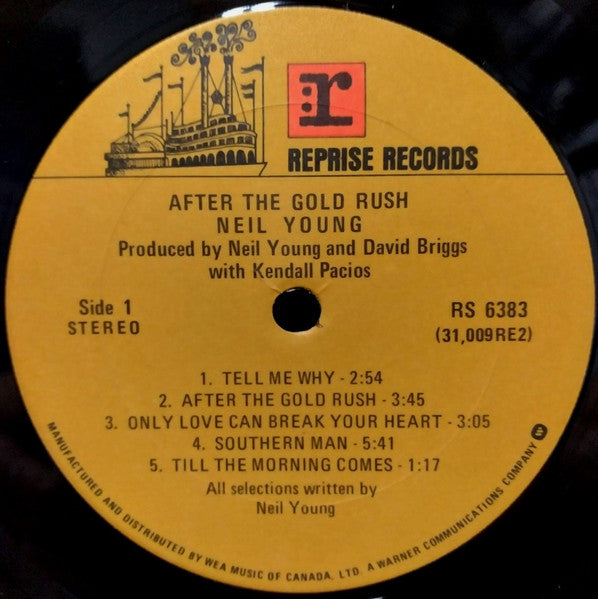 r
REPRISE RECORDS
AFTER THE GOLD RUSH
NEIL YOUNG
Produced by Neil Young and David Briggs
with Kendall Pacios
Side 1
STEREO
RS 6383
(31,009RE2)
1. TELL ME WHY - 2:54
2. AFTER THE GOLD RUSH - 3:45
3. ONLY LOVE CAN BREAK YOUR HEART - 3:05
4. SOUTHERN MAN - 5:41
5. TILL THE MORNING COMES - 1:17
All selections written by
Neil Young
MANUFACTURED AND DISTRIBUTED BY WEA MUSIC OF CANADA, LTD. A WARNER COMMUNICATIONS COMPANY